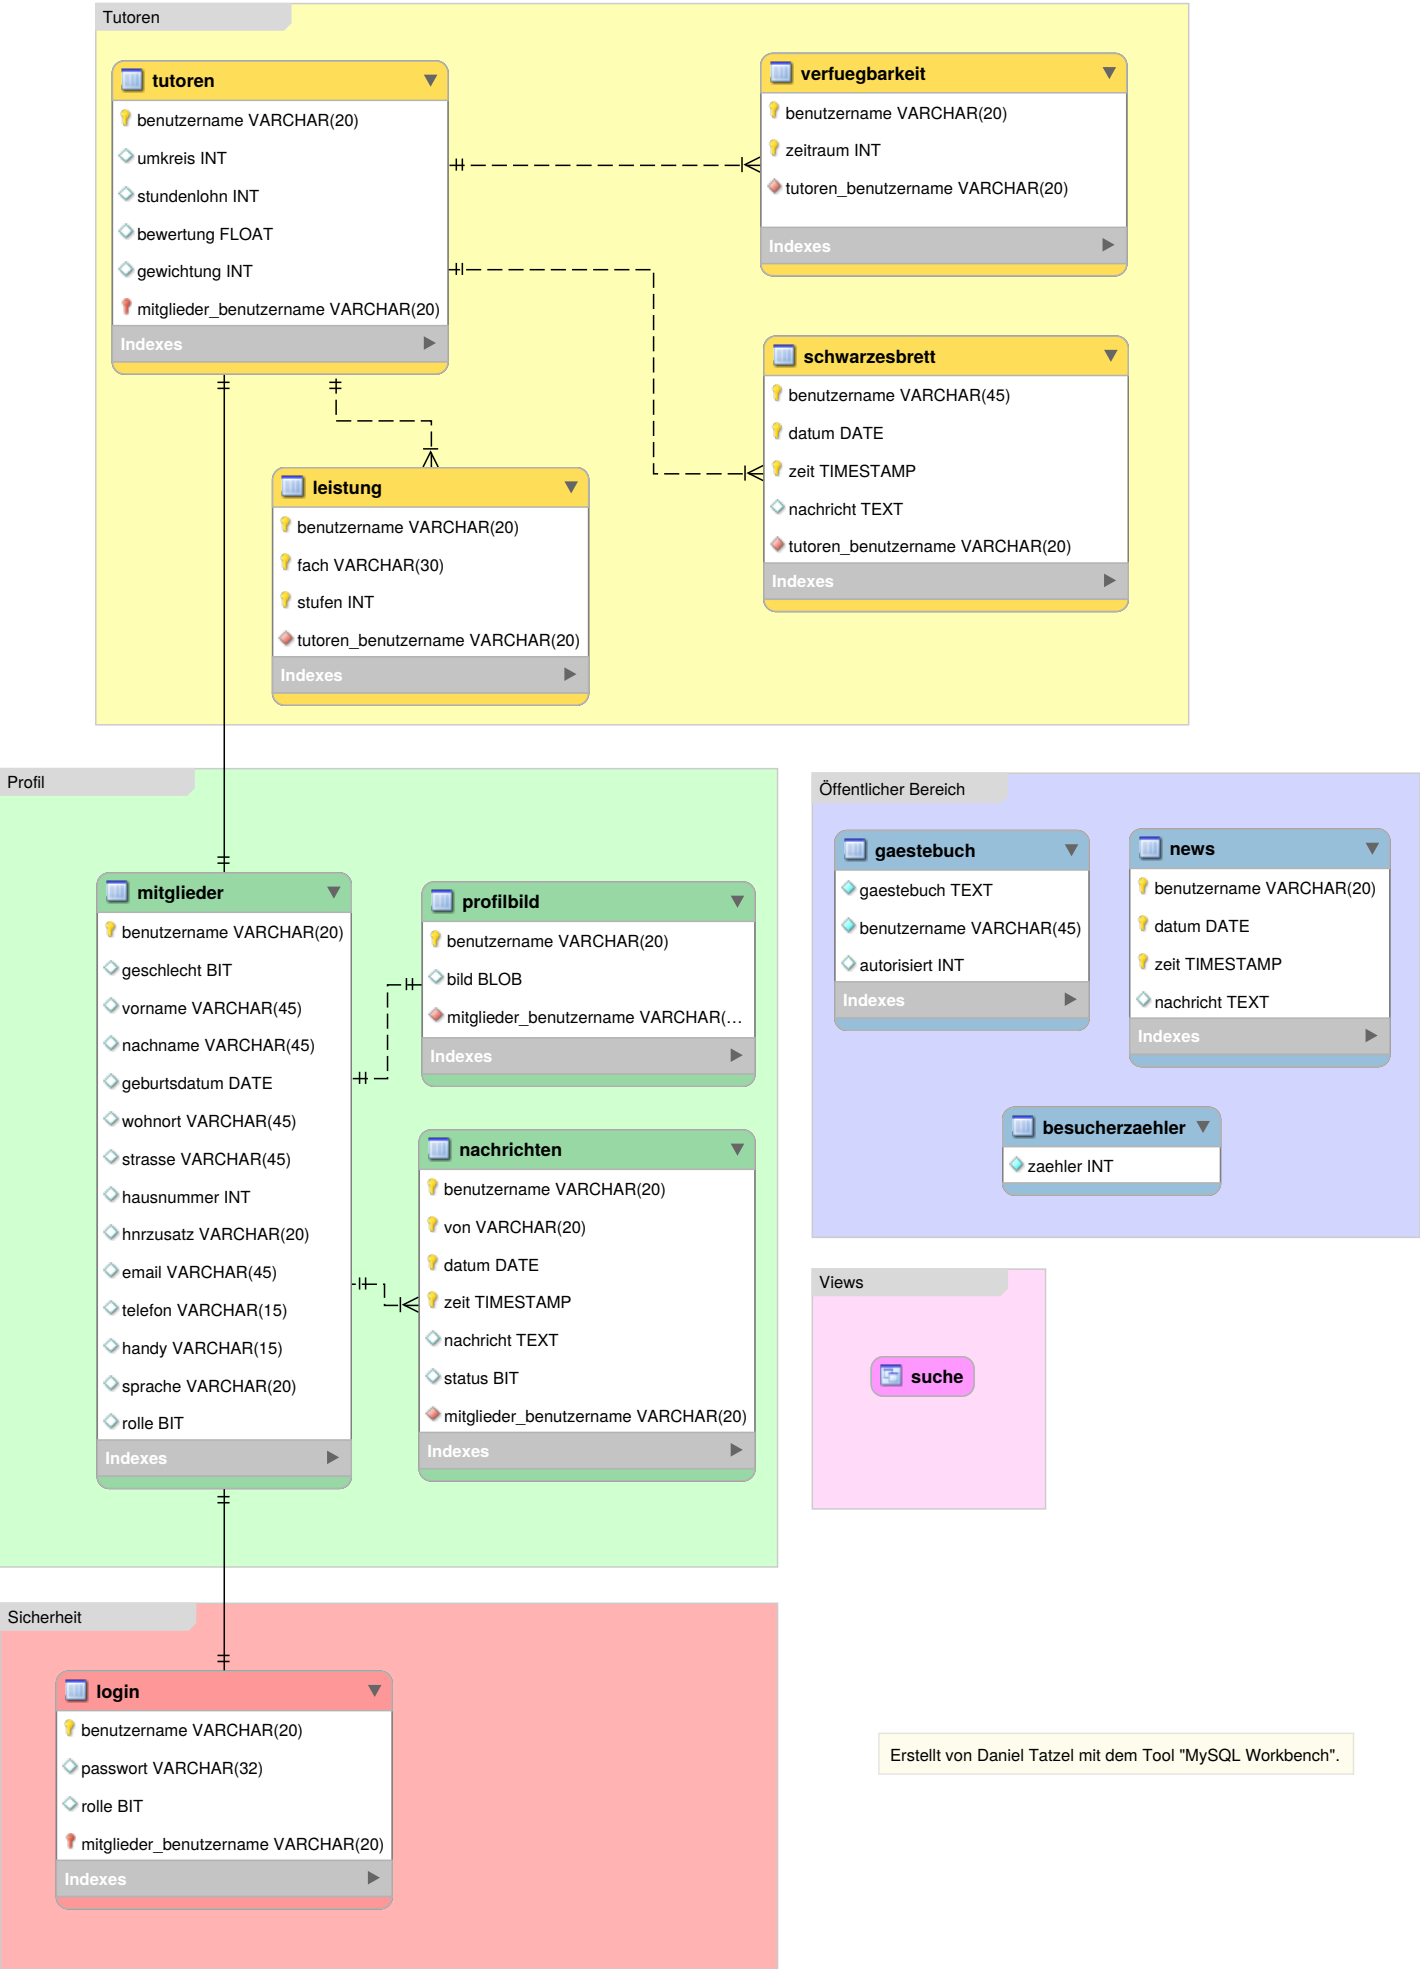 Tutoren
tutoren
benutzername VARCHAR(20)
umkreis INT
stundenlohn INT
bewertung FLOAT
gewichtung INT
mitglieder_benutzername VARCHAR(20)
Indexes
verfuegbarkeit
benutzername VARCHAR(20)
zeitraum INT
tutoren_benutzername VARCHAR(20)
Indexes
schwarzesbrett
benutzername VARCHAR(45)
datum DATE
zeit TIMESTAMP
nachricht TEXT
tutoren_benutzername VARCHAR(20)
Indexes
leistung
benutzername VARCHAR(20)
fach VARCHAR(30)
stufen INT
tutoren_benutzername VARCHAR(20)
Indexes
Profil
mitglieder
benutzername VARCHAR(20)
geschlecht BIT
vorname VARCHAR(45)
nachname VARCHAR(45)
geburtsdatum DATE
wohnort VARCHAR(45)
strasse VARCHAR(45)
hausnummer INT
hnrzusatz VARCHAR(20)
email VARCHAR(45)
telefon VARCHAR(15)
handy VARCHAR(15)
sprache VARCHAR(20)
rolle BIT
Indexes
profilbild
benutzername VARCHAR(20)
bild BLOB
mitglieder_benutzername VARCHAR(...
Indexes
nachrichten
benutzername VARCHAR(20)
von VARCHAR(20)
datum DATE
zeit TIMESTAMP
nachricht TEXT
status BIT
mitglieder_benutzername VARCHAR(20)
Indexes
Öffentlicher Bereich
gaestebuch
gaestebuch TEXT
benutzername VARCHAR(45)
autorisiert INT
Indexes
news
benutzername VARCHAR(20)
datum DATE
zeit TIMESTAMP
nachricht TEXT
Indexes
besucherzaehler
zaehler INT
Views
suche
Sicherheit
login
benutzername VARCHAR(20)
passwort VARCHAR(32)
rolle BIT
mitglieder_benutzername VARCHAR(20)
Indexes
Erstellt von Daniel Tatzel mit dem Tool "MySQL Workbench".